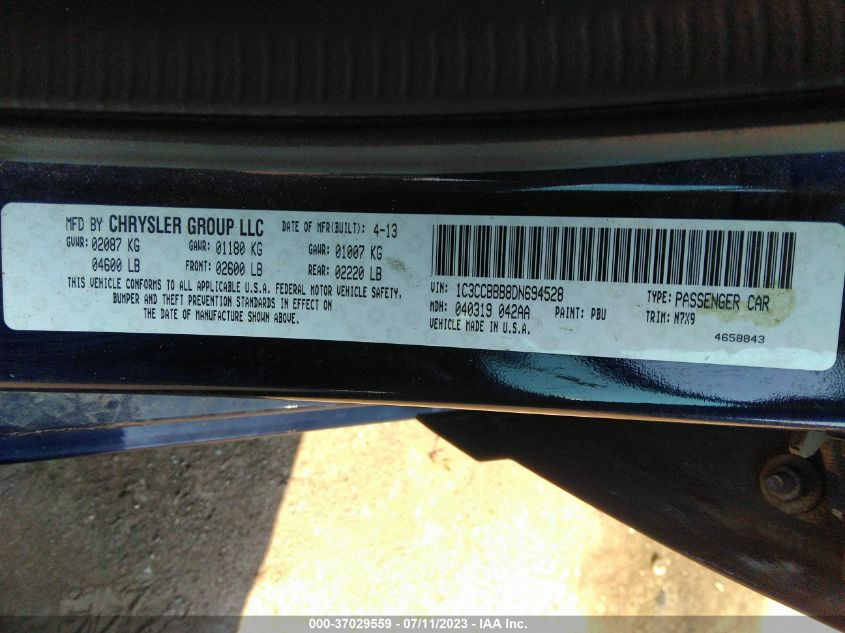 MFD BY CHRYSLER GROUP LLC DATE OF MFR(BUILT): 4-13
GVWR: 02087 KG GAWR: 01180 KG GAWR: 01007 KG
04600 LB FRONT: 02600 LB REAR: 02220 LB
THIS VEHICLE CONFORMS TO ALL APPLICABLE U.S.A. FEDERAL MOTOR VEHICLE SAFETY,
BUMPER AND THEFT PREVENTION STANDARDS IN EFFECT ON
THE DATE OF MANUFACTURE SHOWN ABOVE.
VIN: 1C3CCBBB8DN694528 TYPE: PASSENGER CAR
MDH: 040319 042AA PAINT: PBU TRIM: N7X9
VEHICLE MADE IN U.S.A.
4658843
000-37029559 - 07/11/2023 - IAA Inc.